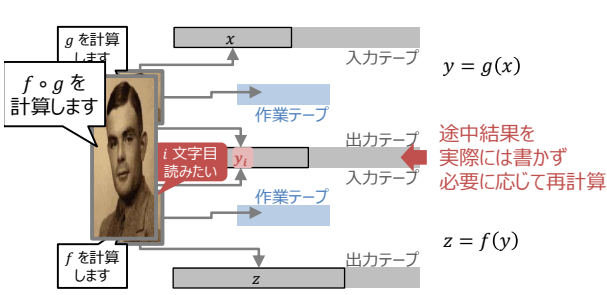 g を計算
します
x
入力テープ
y = g(x)
f ∘ g を
計算します
作業テープ
出力テープ
途中結果を
実際には書かず
必要に応じて再計算
i 文字目
読みたい
y_i
入力テープ
作業テープ
z = f(y)
出力テープ
f を計算
します
z